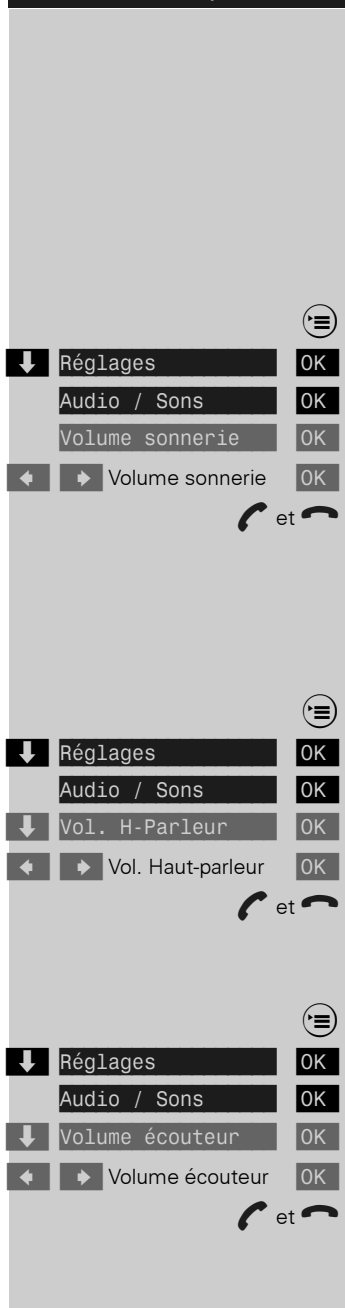 Réglages OK
Audio / Sons OK
Volume sonnerie OK
Volume sonnerie OK
et
Réglages OK
Audio / Sons OK
Vol. H-Parleur OK
Vol. Haut-parleur OK
et
Réglages OK
Audio / Sons OK
Volume écouteur OK
Volume écouteur OK
et